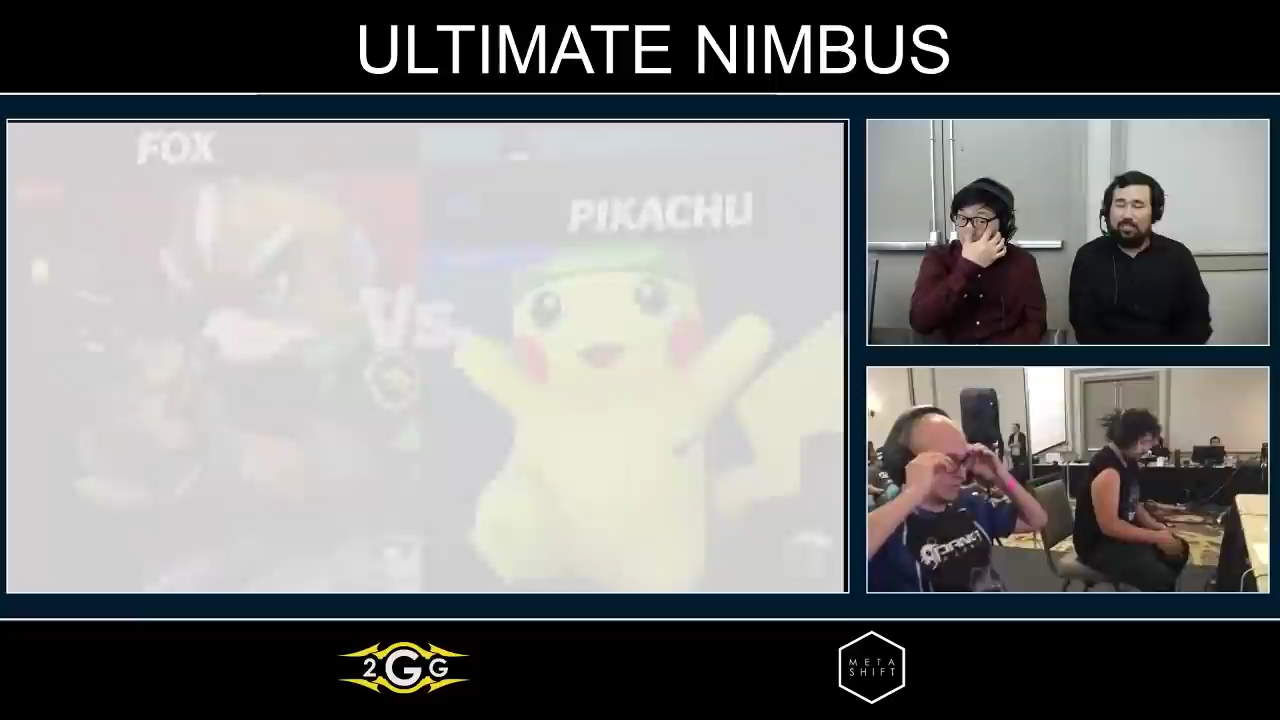 ULTIMATE NIMBUS
FOX
PIKACHU
Vs
2GG
META
SHIFT